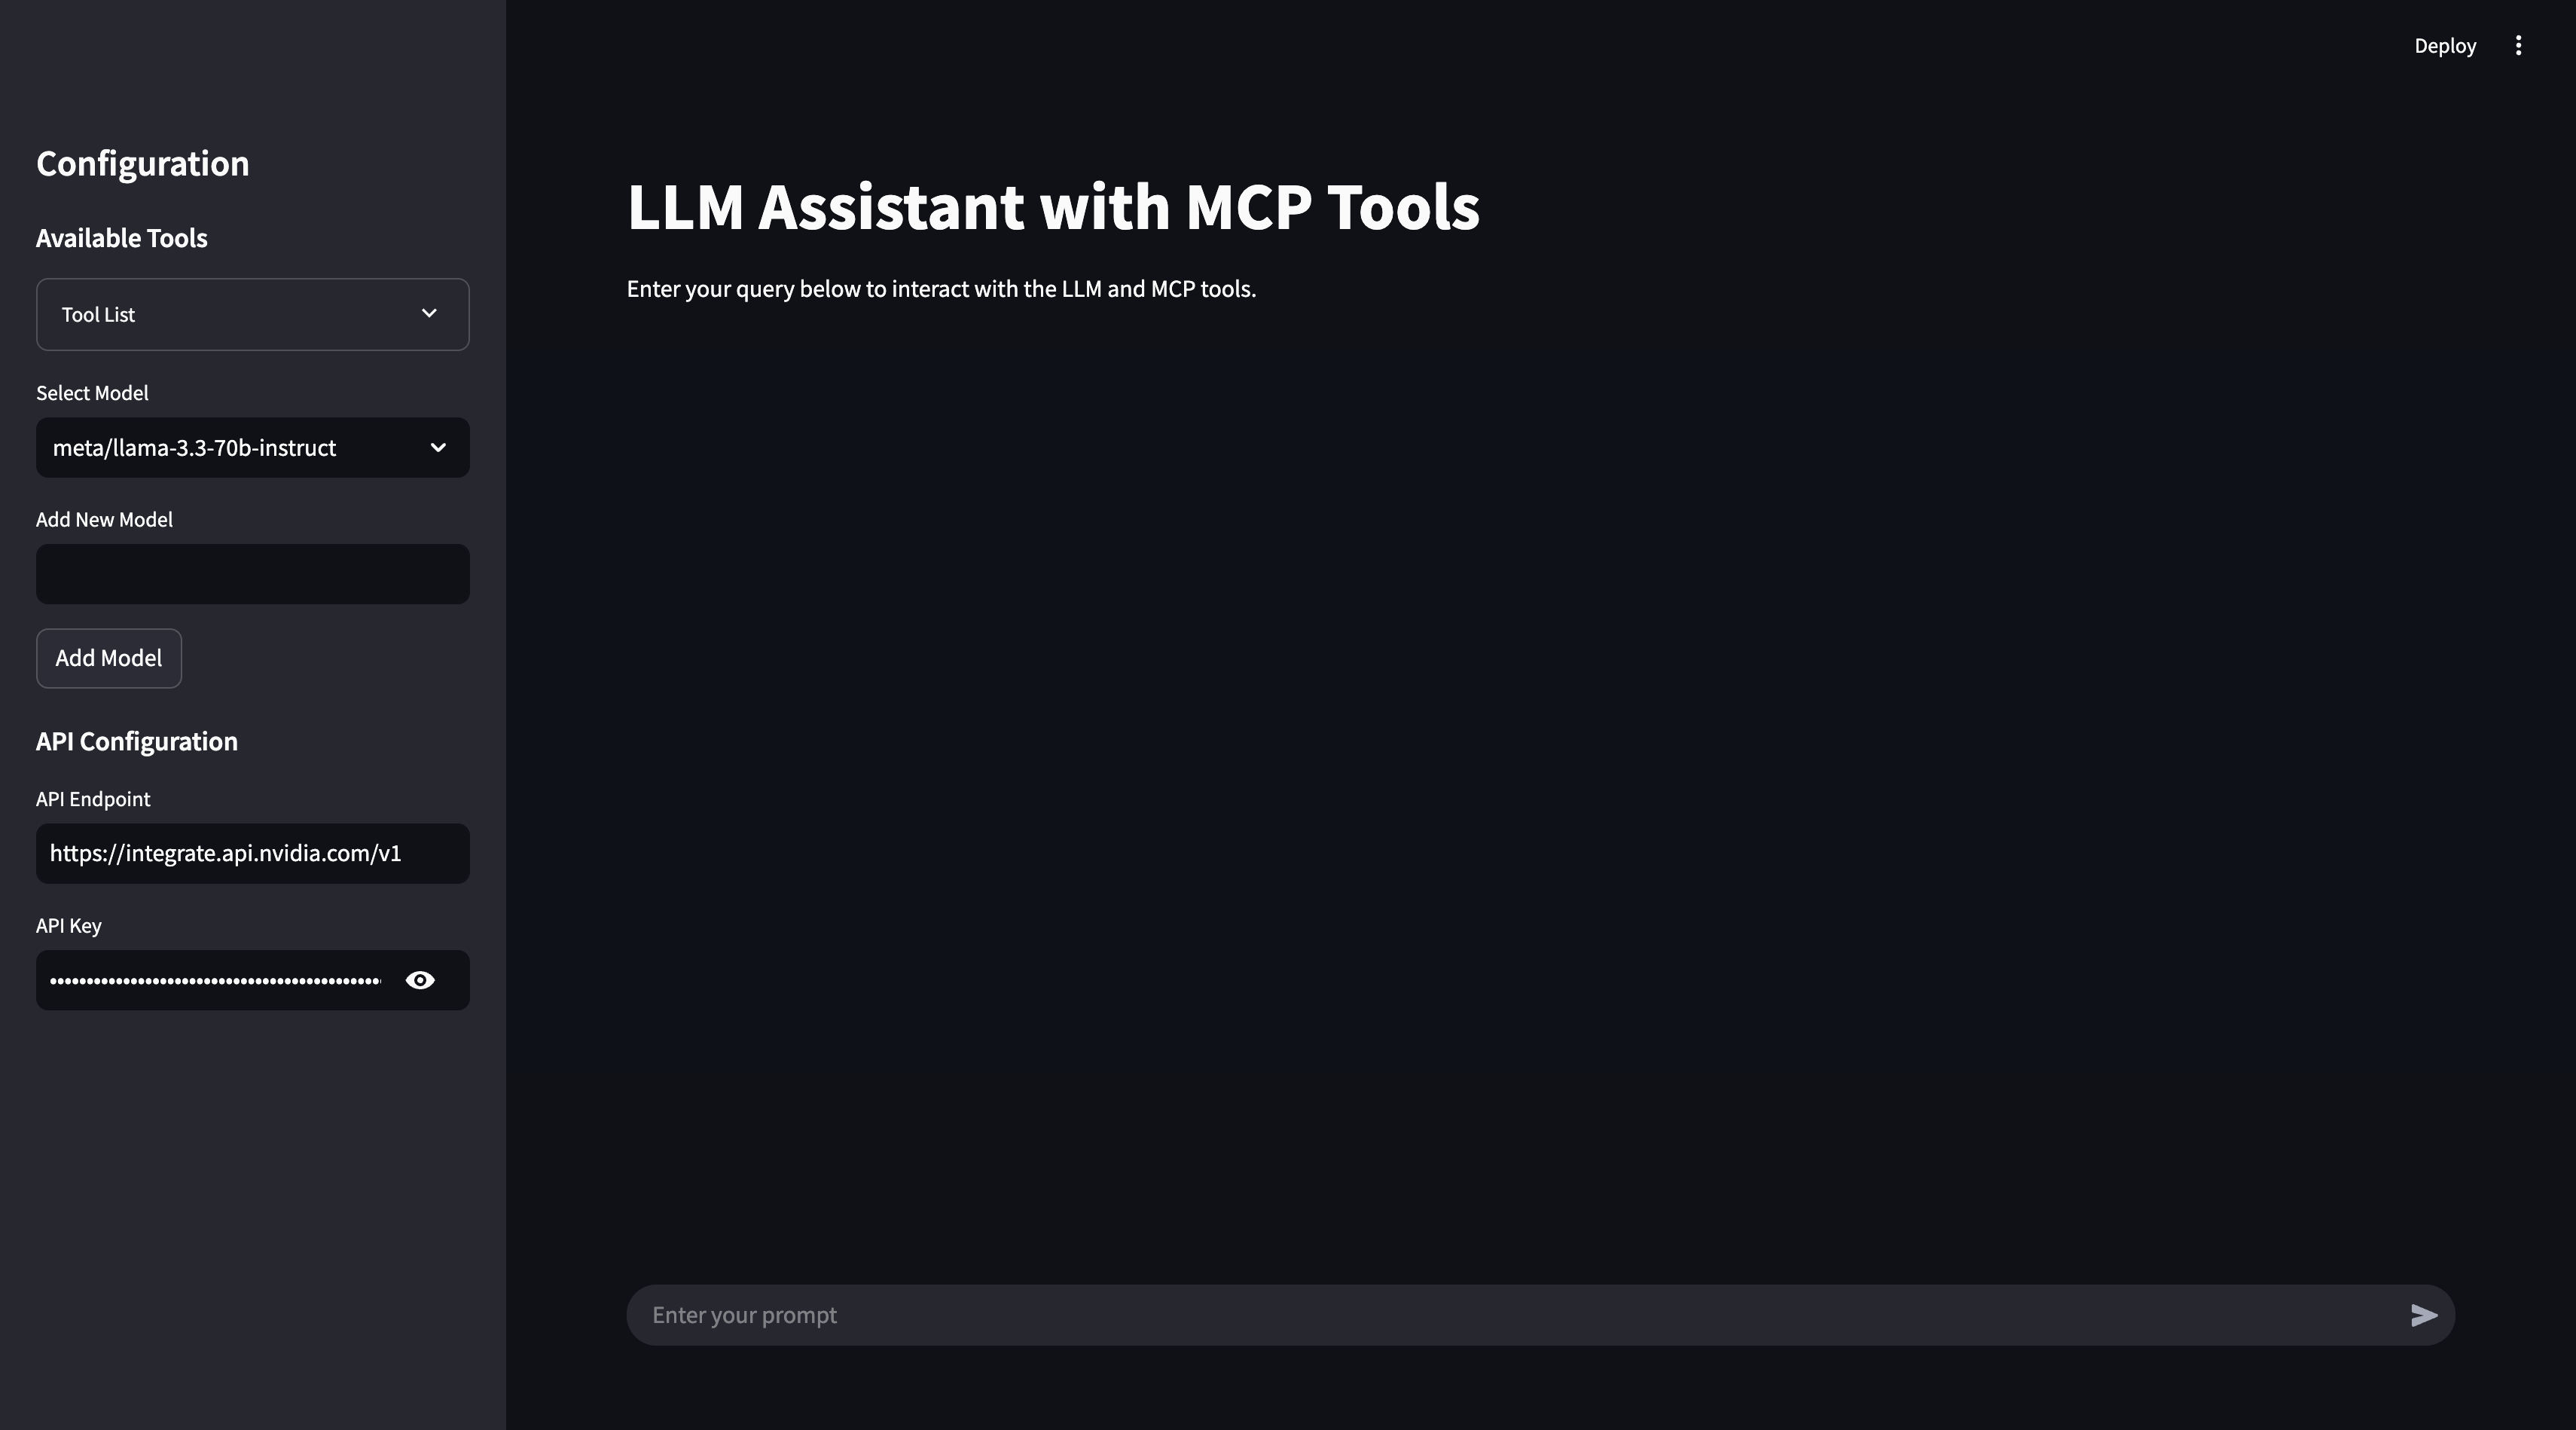 Deploy
Configuration
Available Tools
Tool List
Select Model
meta/llama-3.3-70b-instruct
Add New Model
Add Model
API Configuration
API Endpoint
https://integrate.api.nvidia.com/v1
API Key
LLM Assistant with MCP Tools
Enter your query below to interact with the LLM and MCP tools.
Enter your prompt